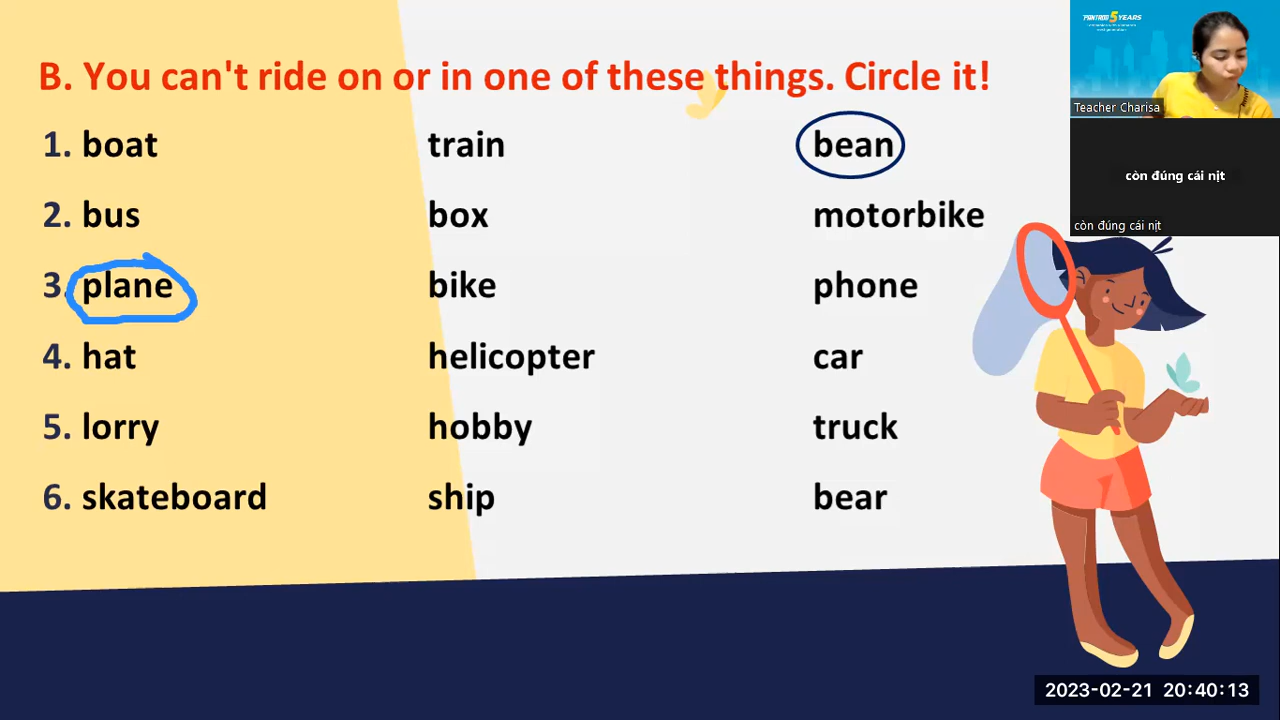 B. You can't ride on or in one of these things. Circle it!
1. boat train bean
2. bus box motorbike
3. plane bike phone
4. hat helicopter car
5. lorry hobby truck
6. skateboard ship bear
5 YEARS
Teacher Charisa
còn đúng cái nịt
còn đúng cái nịt
2023-02-21 20:40:13